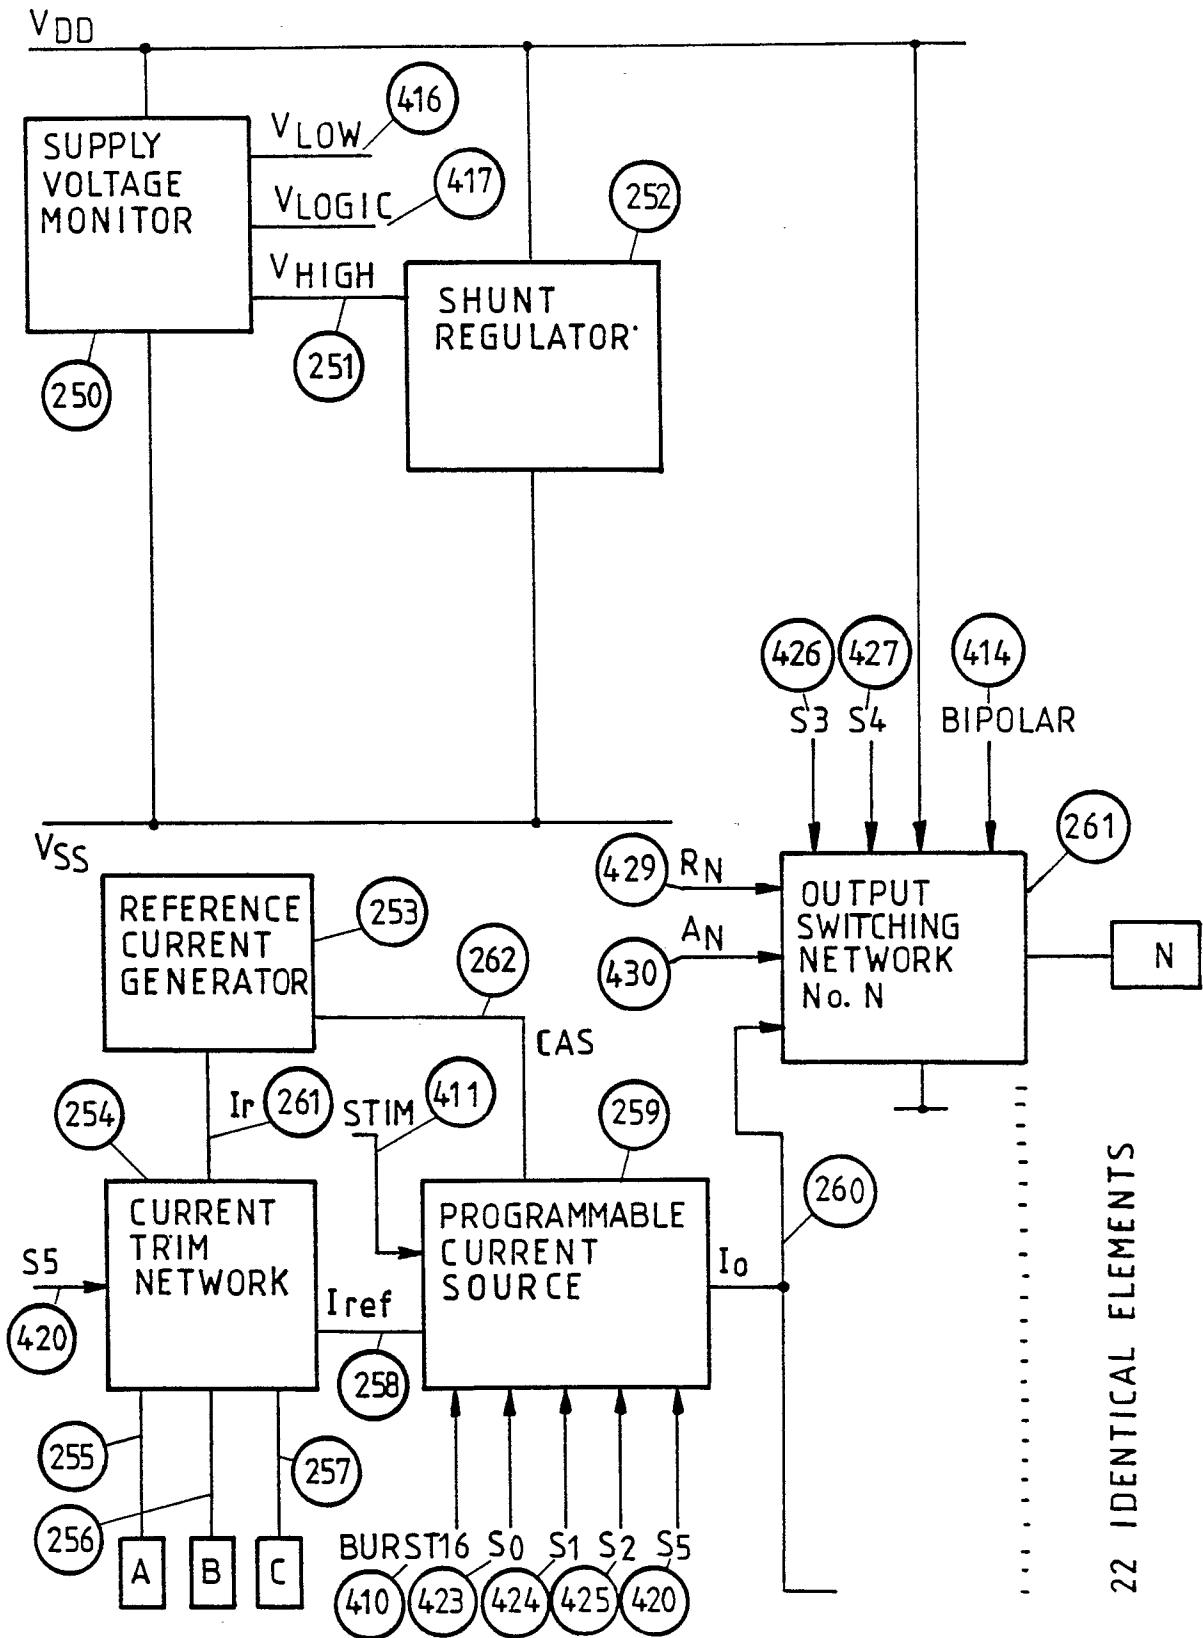 VDD
416
VLOW
SUPPLY
VOLTAGE
MONITOR
417
VLOGIC
252
VHIGH
SHUNT
REGULATOR
251
250
426
427
414
S3
S4
BIPOLAR
VSS
261
429
RN
OUTPUT
SWITCHING
NETWORK
No. N
REFERENCE
CURRENT
GENERATOR
253
AN
430
262
N
CAS
254
Ir
261
STIM
411
259
CURRENT
TRIM
NETWORK
PROGRAMMABLE
CURRENT
SOURCE
260
S5
Io
Iref
420
258
255
257
256
A
B
C
BURST16
S0
S1
S2
S5
410
423
424
425
420
22 IDENTICAL ELEMENTS